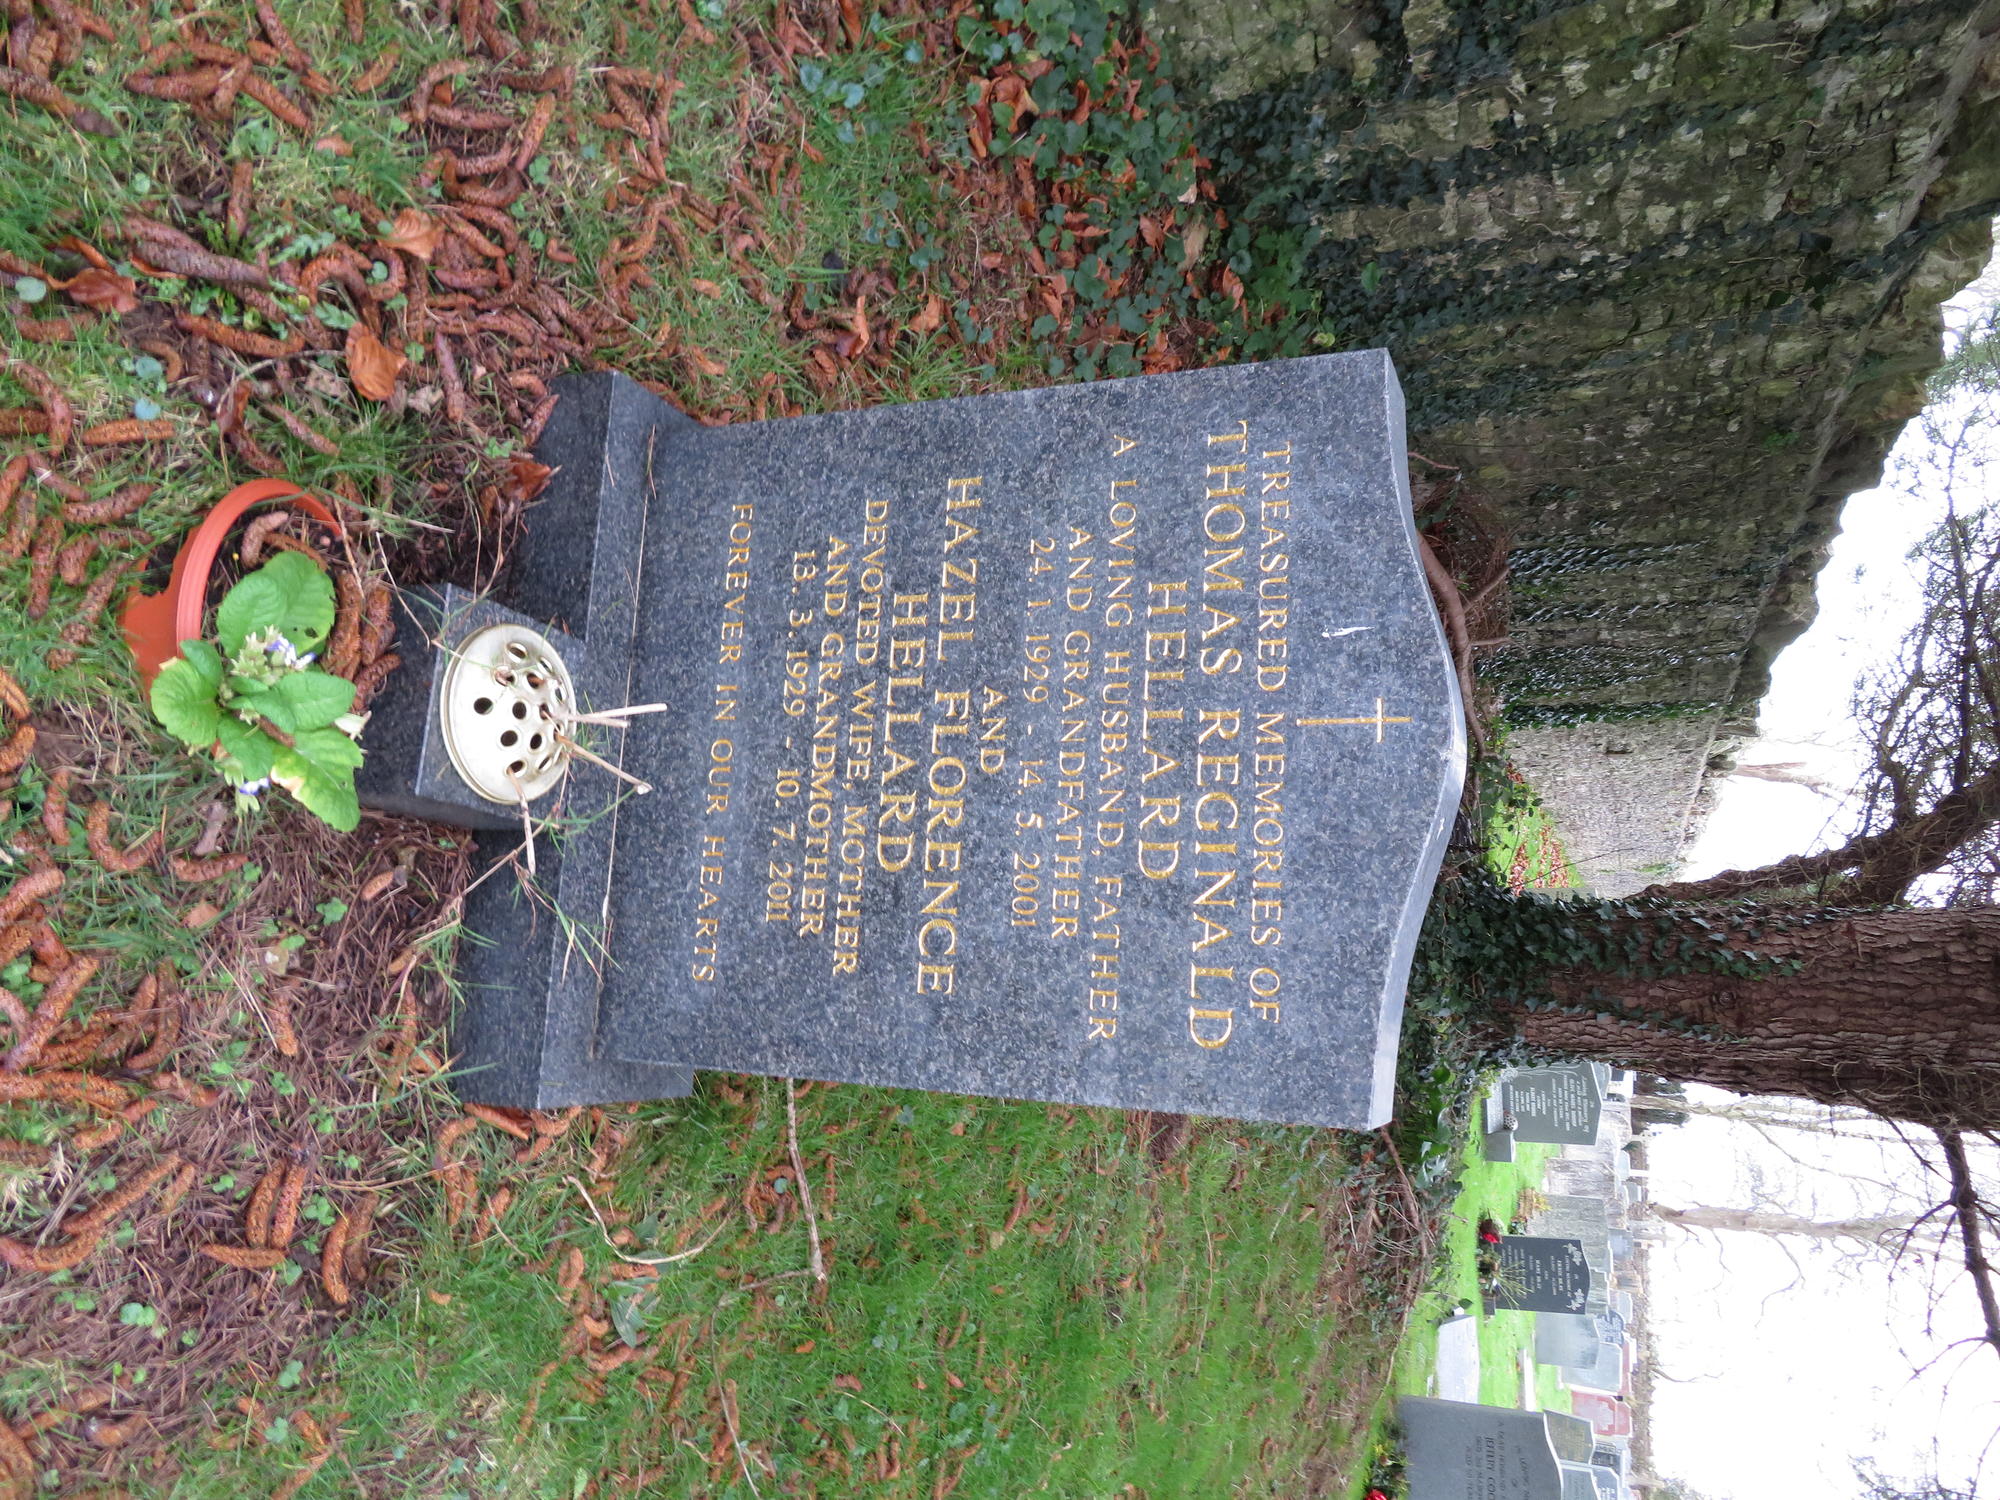 TREASURED MEMORIES OF
THOMAS REGINALD
HELLARD
A LOVING HUSBAND, FATHER
AND GRANDFATHER
24. 1. 1929 - 14. 5. 2001
AND
HAZEL FLORENCE
HELLARD
DEVOTED WIFE, MOTHER
AND GRANDMOTHER
13. 3. 1929 - 10. 7. 2011
FOREVER IN OUR HEARTS